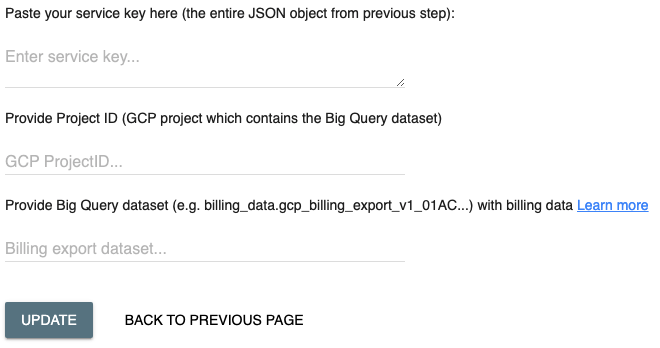 Paste your service key here (the entire JSON object from previous step):
Enter service key...
Provide Project ID (GCP project which contains the Big Query dataset)
GCP ProjectID...
Provide Big Query dataset (e.g. billing_data.gcp_billing_export_v1_01AC...) with billing data Learn more
Billing export dataset...
UPDATE BACK TO PREVIOUS PAGE